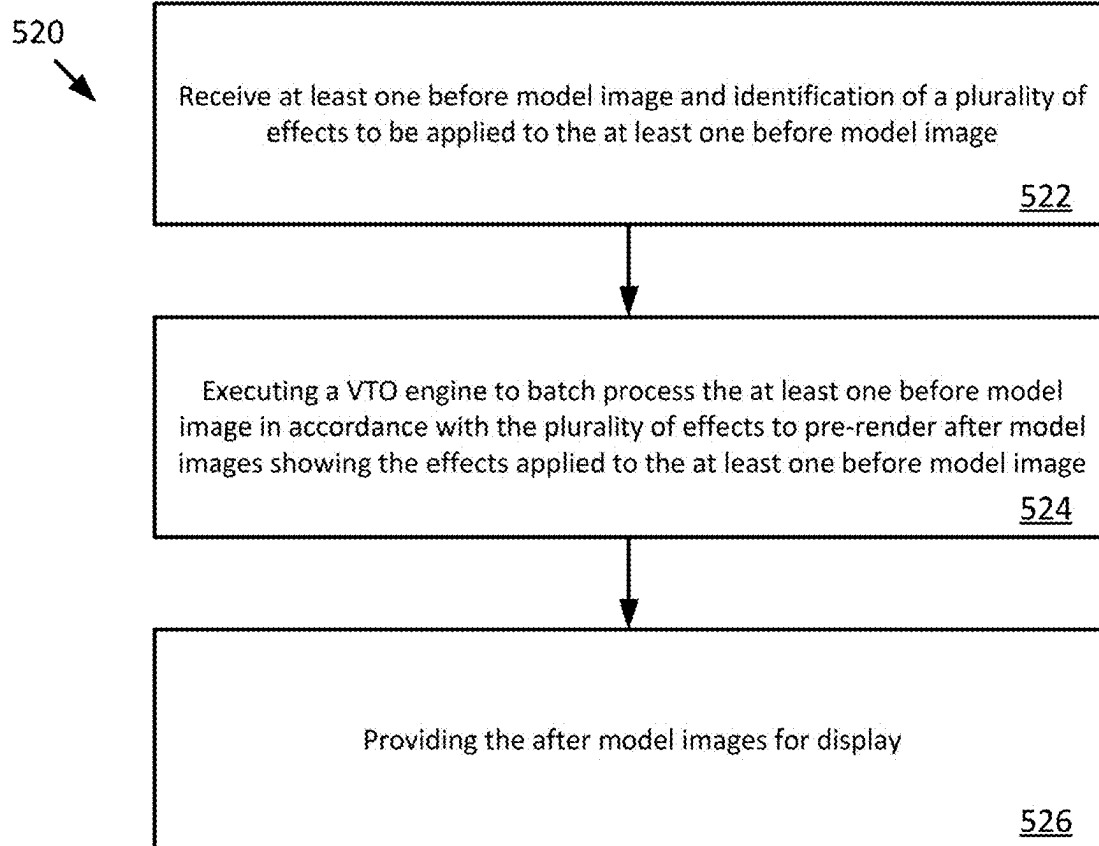 520
Receive at least one before model image and identification of a plurality of
effects to be applied to the at least one before model image
522
Executing a VTO engine to batch process the at least one before model
image in accordance with the plurality of effects to pre-render after model
images showing the effects applied to the at least one before model image
524
Providing the after model images for display
526